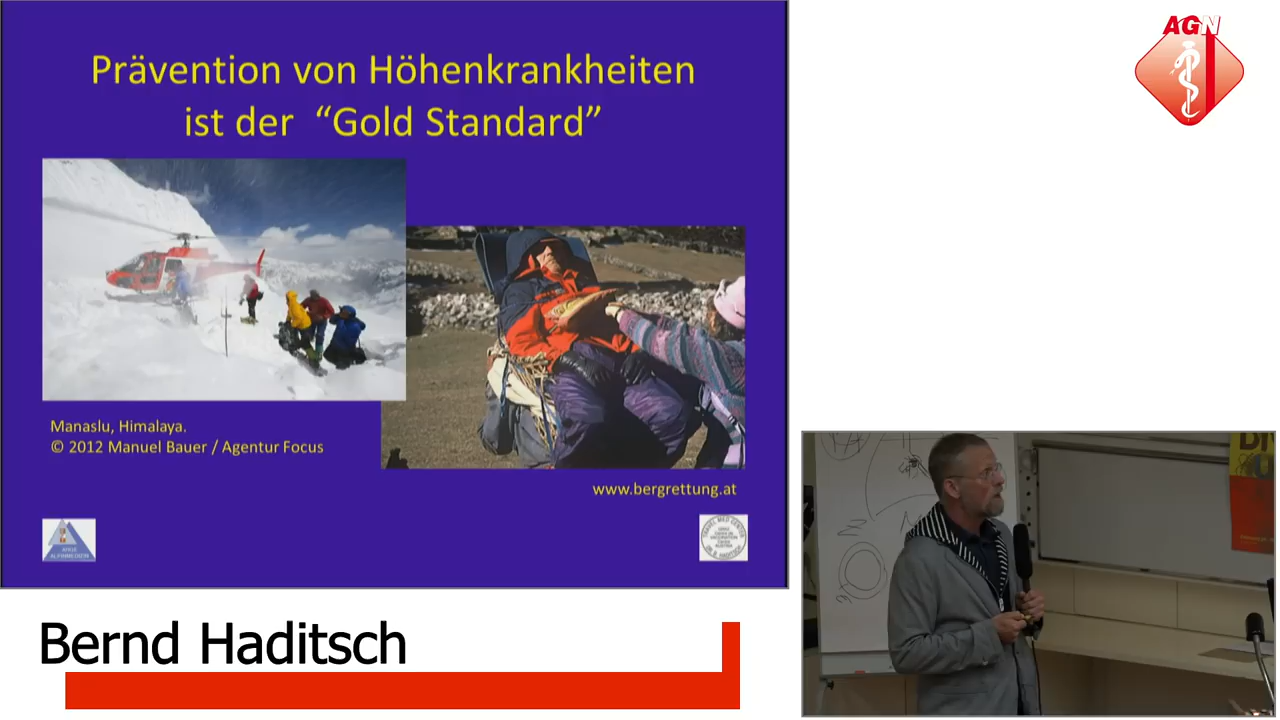 Prävention von Höhenkrankheiten
ist der “Gold Standard”
AGN
Manaslu, Himalaya.
© 2012 Manuel Bauer / Agentur Focus
www.bergrettung.at
Bernd Haditsch